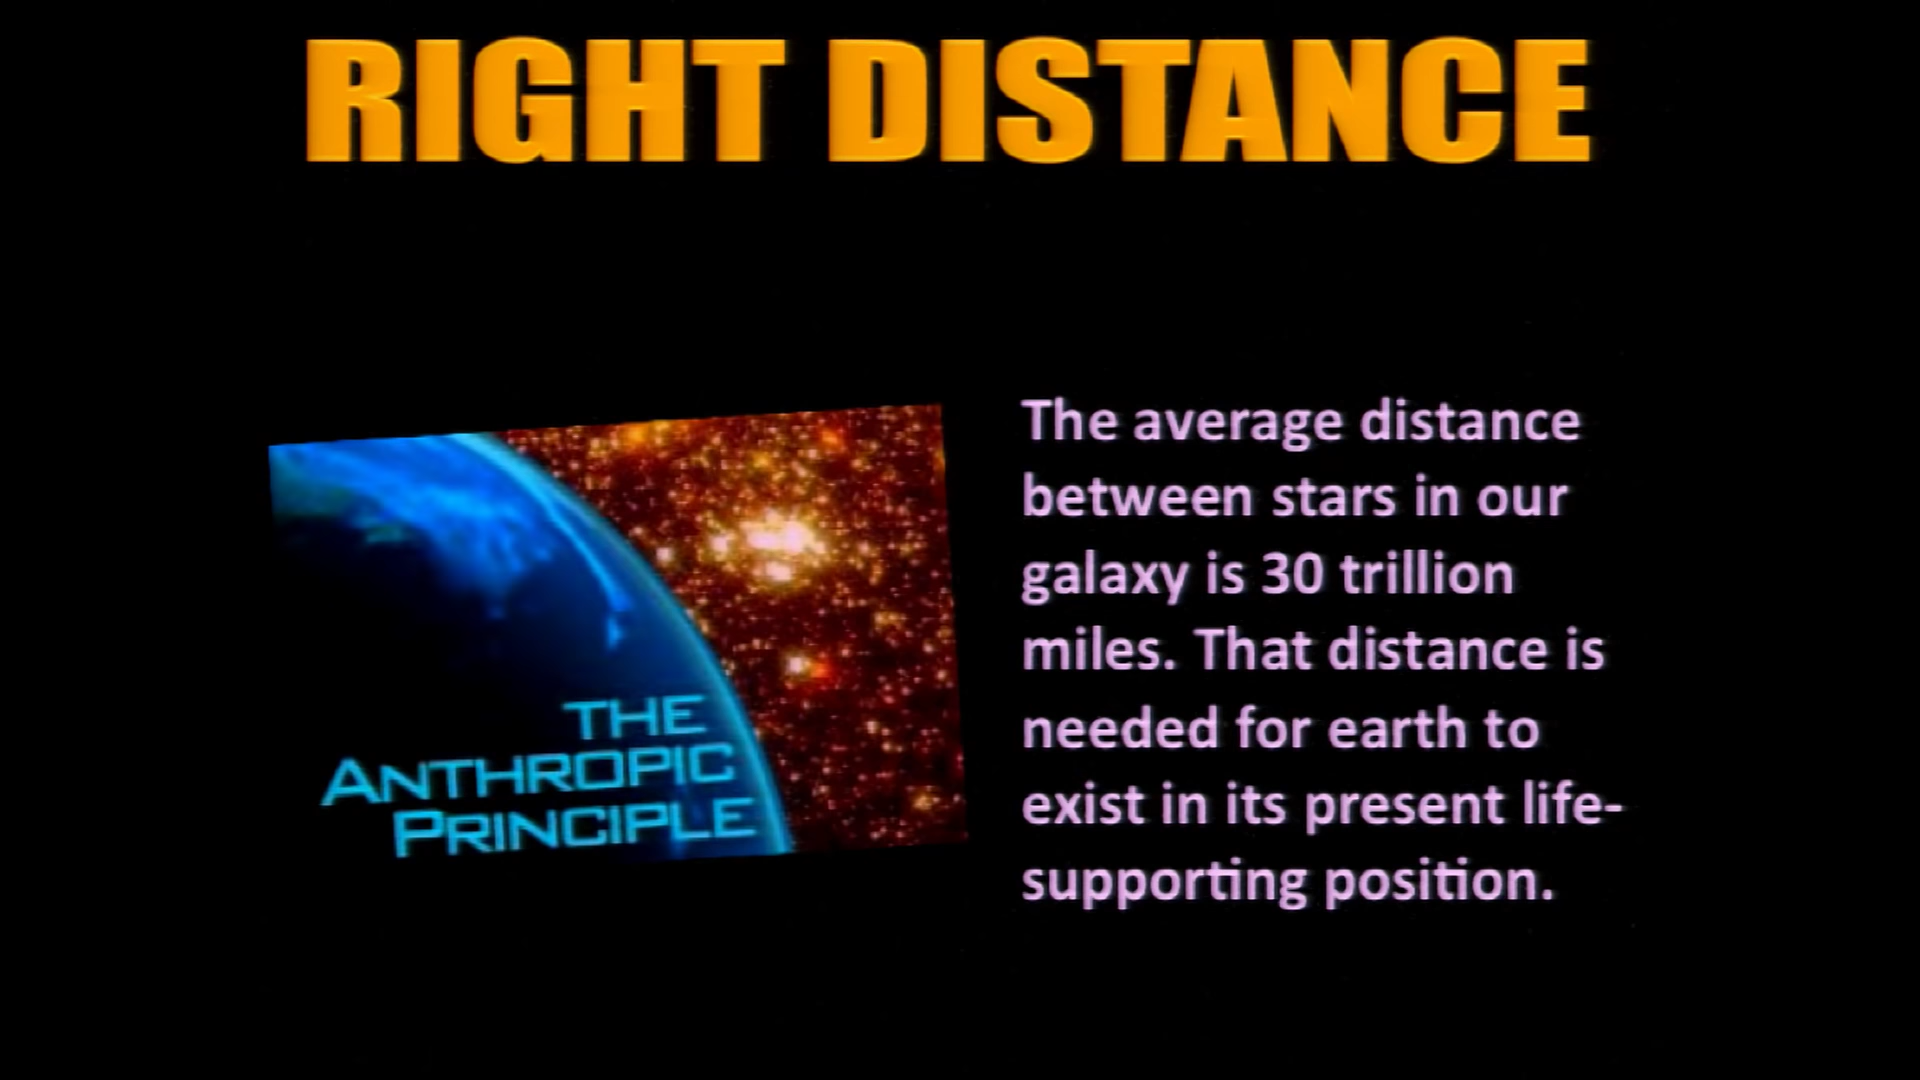 RIGHT DISTANCE
THE
ANTHROPIC
PRINCIPLE
The average distance
between stars in our
galaxy is 30 trillion
miles. That distance is
needed for earth to
exist in its present life-
supporting position.